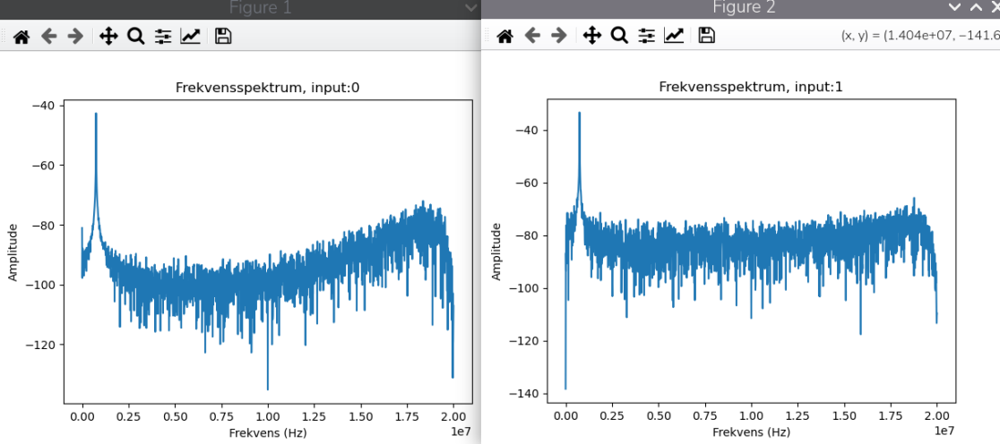 Figure 1
Frekvensspektrum, input:0
−40
−60
−80
−100
−120
Amplitude
0.00 0.25 0.50 0.75 1.00 1.25 1.50 1.75 2.00
1e7
Frekvens (Hz)
Figure 2
(x, y) = (1.404e+07, −141.6
Frekvensspektrum, input:1
−40
−60
−80
−100
−120
−140
Amplitude
0.00 0.25 0.50 0.75 1.00 1.25 1.50 1.75 2.00
1e7
Frekvens (Hz)